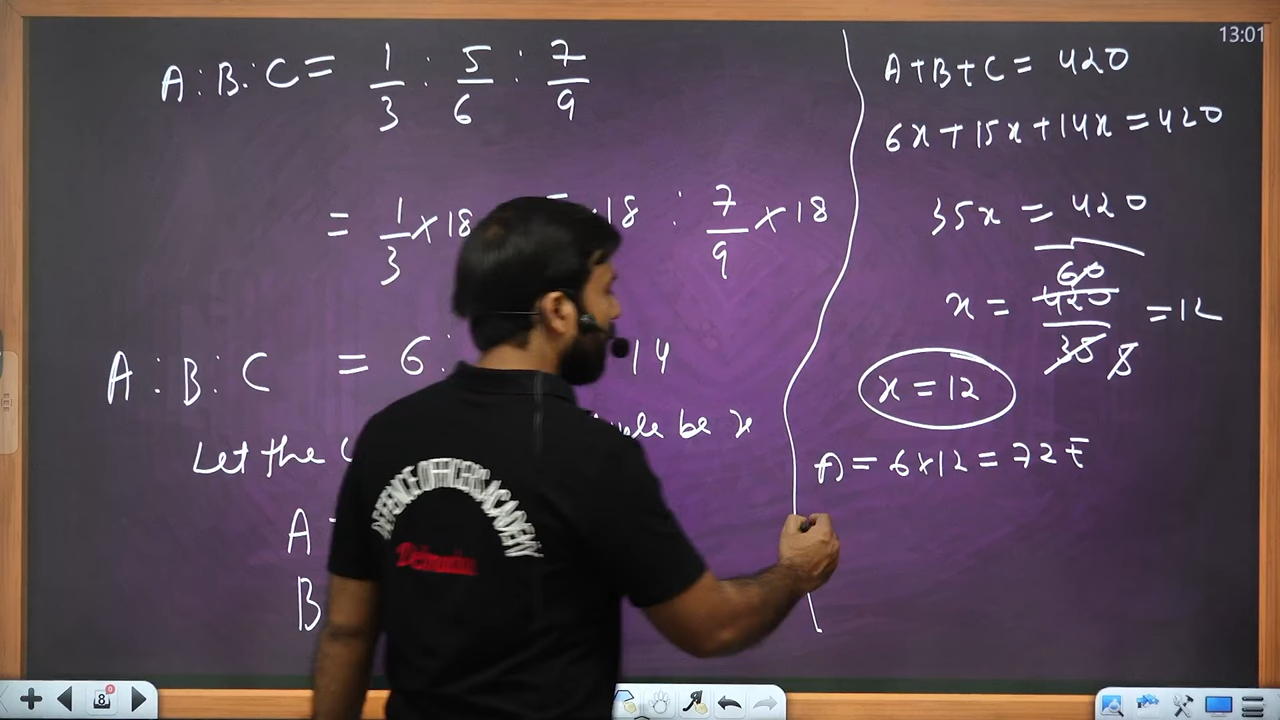 A : B : C = 1/3 : 5/6 : 7/9
= 1/3 × 18 × 18 : 7/9 × 18
A : B : C = 6 : 14
Let the be x
A
B
13:01
A + B + C = 420
6x + 15x + 14x = 420
35x = 420
x = 60 420/35 = 12
x = 12
A = 6 × 12 = 72
DEFENCE OFFICERS ACADEMY
Dehradun
8